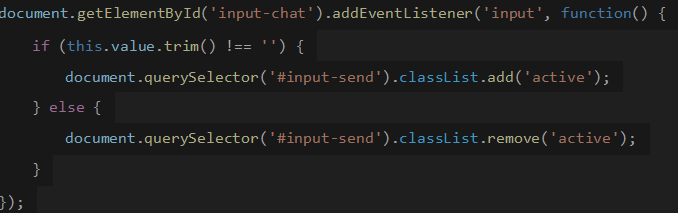 document.getElementById('input-chat').addEventListener('input', function() {
    if (this.value.trim() !== '') {
        document.querySelector('#input-send').classList.add('active');
    } else {
        document.querySelector('#input-send').classList.remove('active');
    }
});